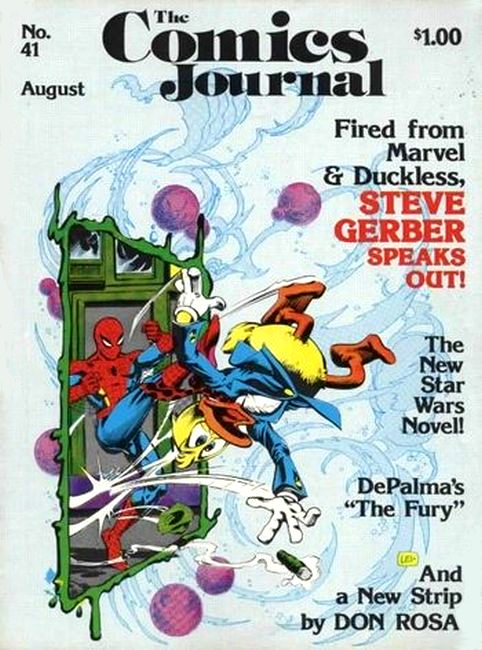 The
Comics
Journal
No.
41
August
$1.00
Fired from
Marvel
& Duckless,
STEVE
GERBER
SPEAKS
OUT!
The
New
Star
Wars
Novel!
DePalma's
"The Fury"
And
a New Strip
by DON ROSA